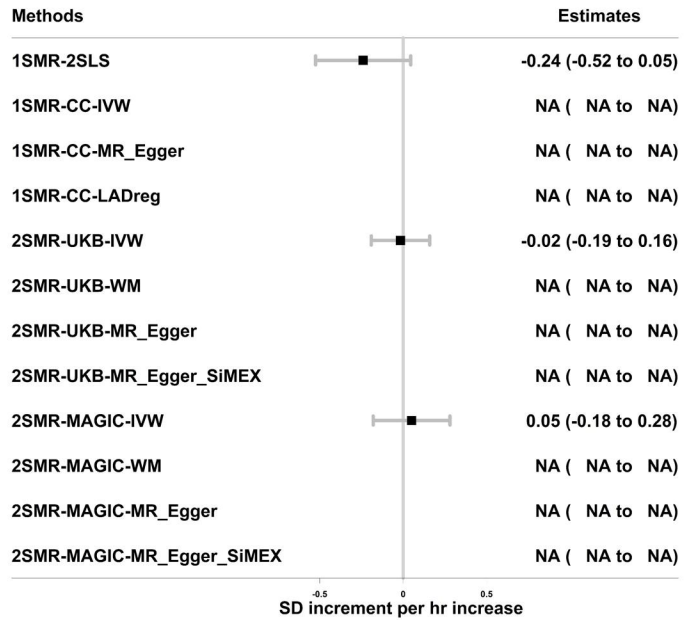 Methods Estimates
1SMR-2SLS -0.24 (-0.52 to 0.05)
1SMR-CC-IVW NA ( NA to NA)
1SMR-CC-MR_Egger NA ( NA to NA)
1SMR-CC-LADreg NA ( NA to NA)
2SMR-UKB-IVW -0.02 (-0.19 to 0.16)
2SMR-UKB-WM NA ( NA to NA)
2SMR-UKB-MR_Egger NA ( NA to NA)
2SMR-UKB-MR_Egger_SiMEX NA ( NA to NA)
2SMR-MAGIC-IVW 0.05 (-0.18 to 0.28)
2SMR-MAGIC-WM NA ( NA to NA)
2SMR-MAGIC-MR_Egger NA ( NA to NA)
2SMR-MAGIC-MR_Egger_SiMEX NA ( NA to NA)
-0.5 0 0.5
SD increment per hr increase